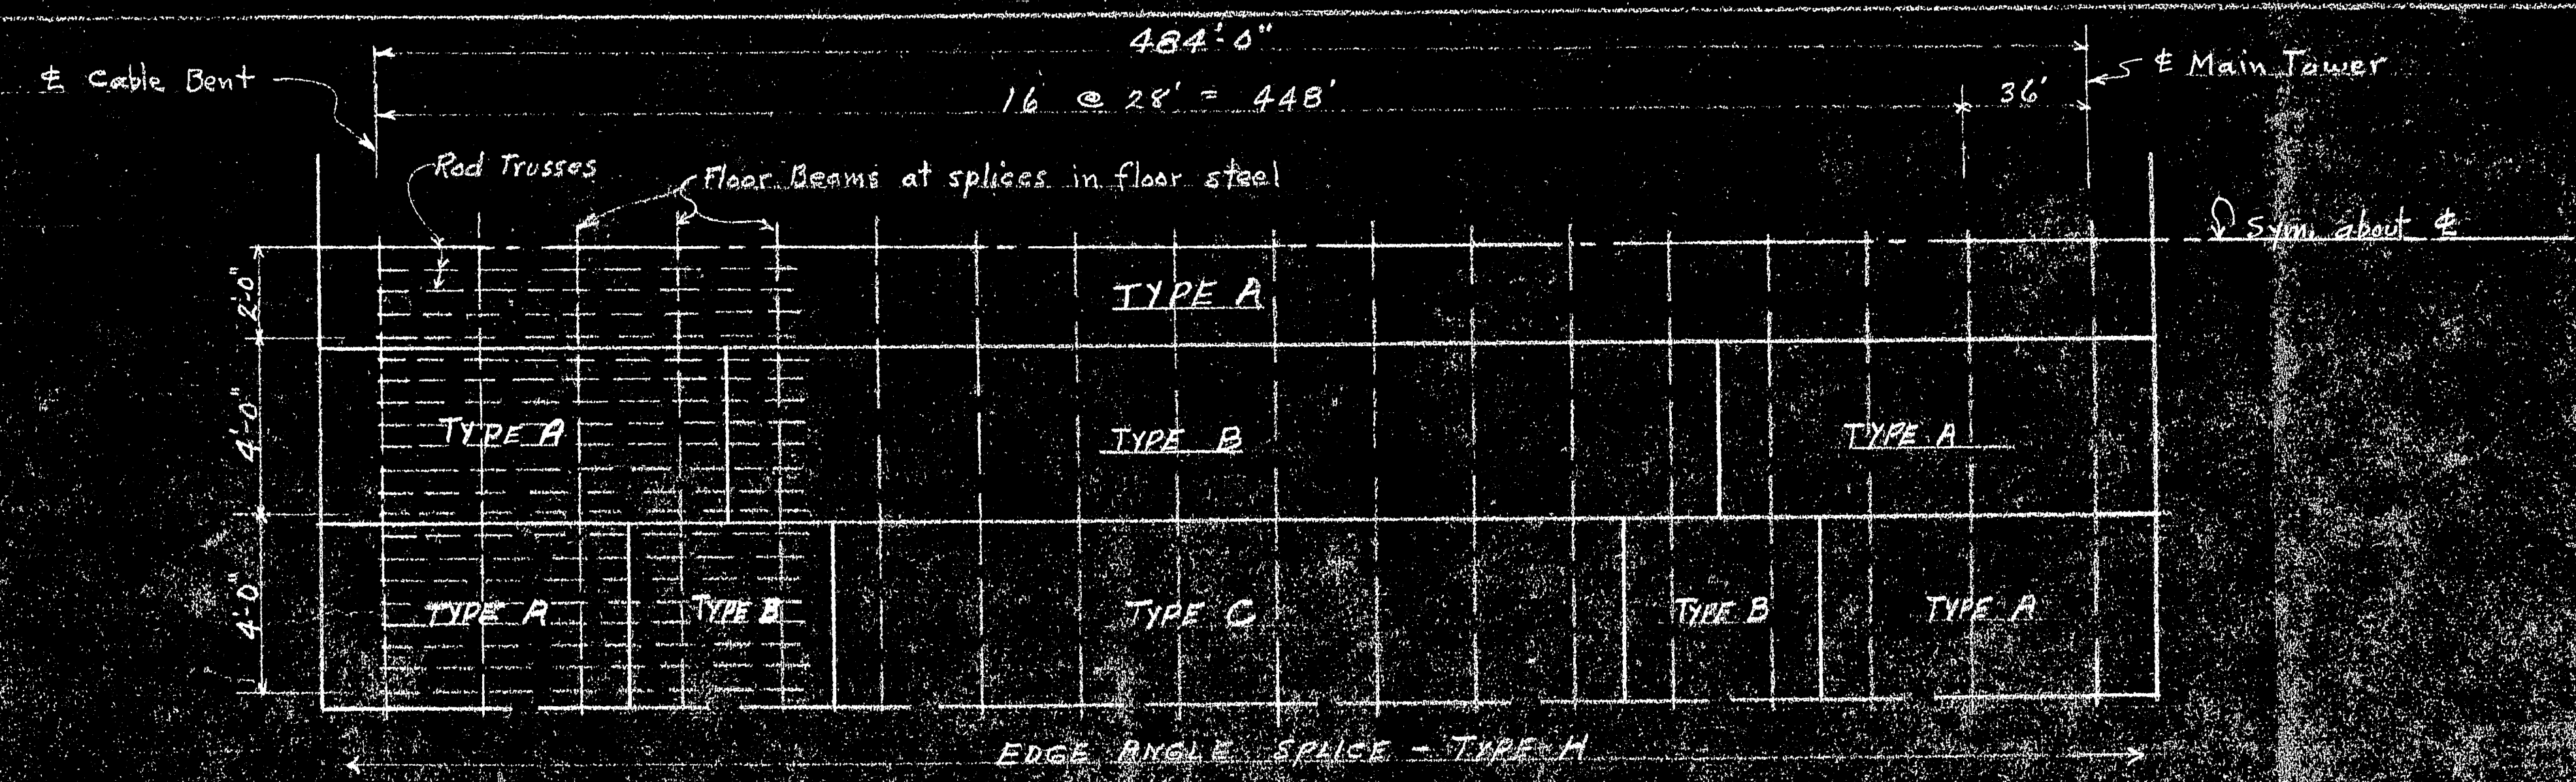 484'-0"
℄ Cable Bent
℄ Main Tower
16 @ 28' = 448'
36'
Rod Trusses
Floor Beams at splices in floor steel
Sym. about ℄
2'-0"
TYPE A
4'-0"
TYPE A
TYPE B
TYPE A
4'-0"
TYPE A
TYPE B
TYPE C
TYPE B
TYPE A
EDGE ANGLE SPLICE - TYPE H